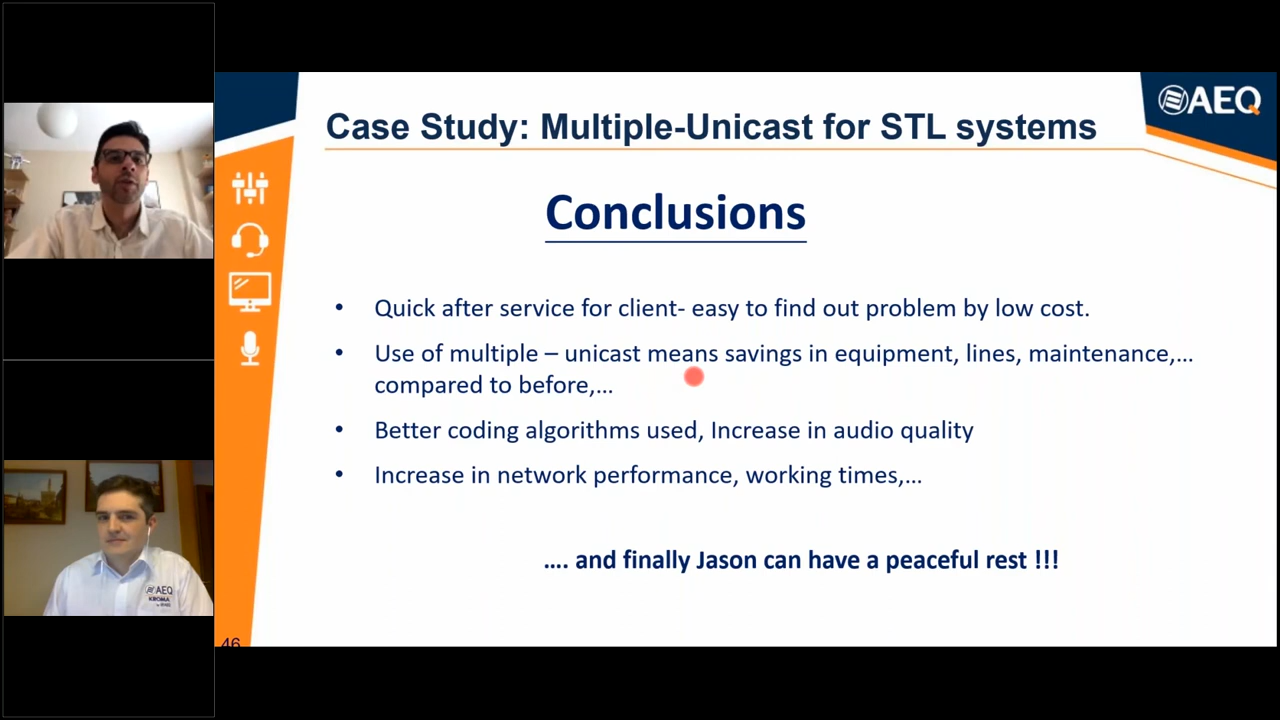 AEQ
Case Study: Multiple-Unicast for STL systems
Conclusions
• Quick after service for client- easy to find out problem by low cost.
• Use of multiple – unicast means savings in equipment, lines, maintenance,...
compared to before,...
• Better coding algorithms used, Increase in audio quality
• Increase in network performance, working times,...
.... and finally Jason can have a peaceful rest !!!
46
AEQ
KROMA